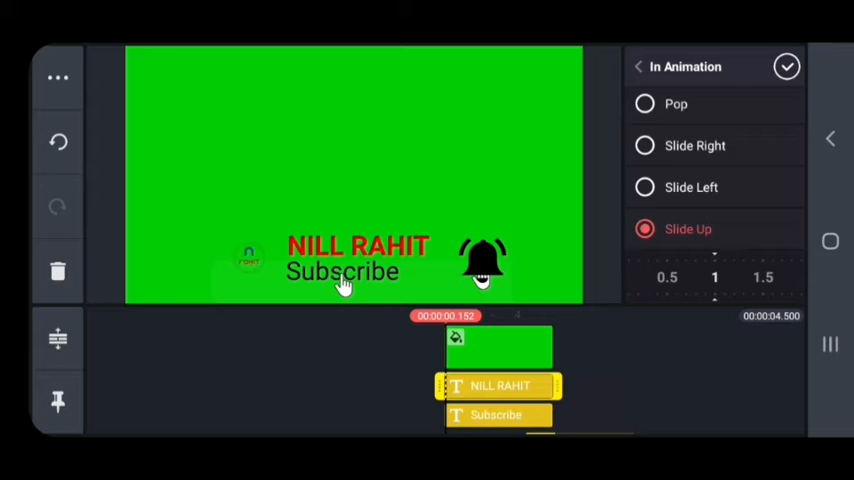 In Animation
Pop
Slide Right
Slide Left
Slide Up
0.5 1 1.5
NILL RAHIT
Subscribe
00:00:00.152
4
00:00:04.500
T NILL RAHIT
T Subscribe